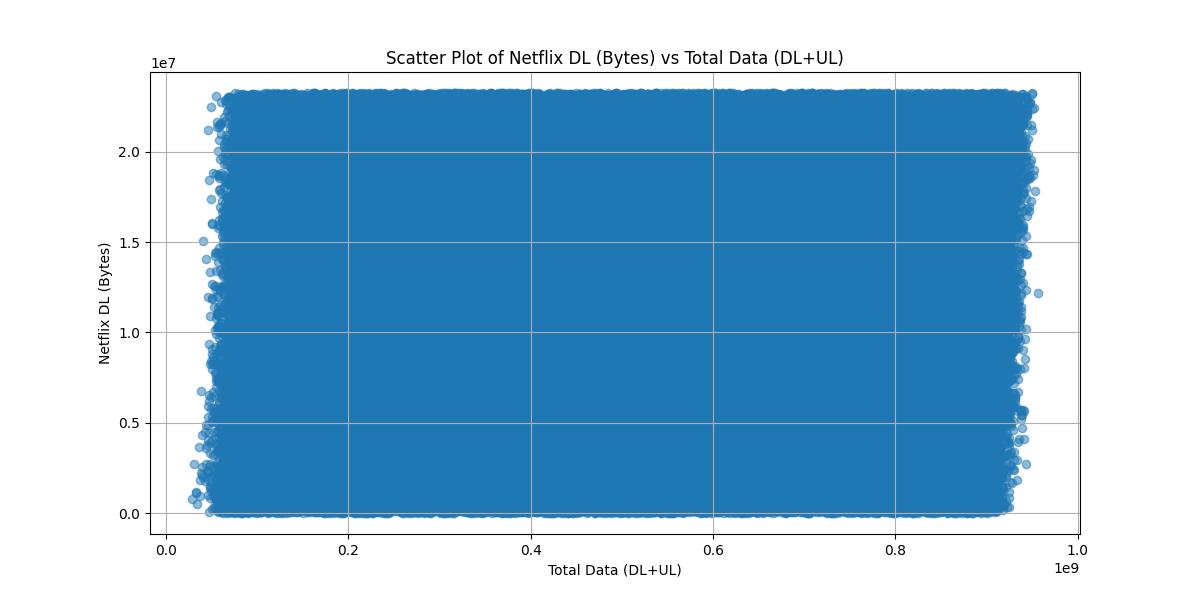 Scatter Plot of Netflix DL (Bytes) vs Total Data (DL+UL)
1e7
2.0
1.5
1.0
0.5
0.0
Netflix DL (Bytes)
0.0 0.2 0.4 0.6 0.8 1.0
1e9
Total Data (DL+UL)